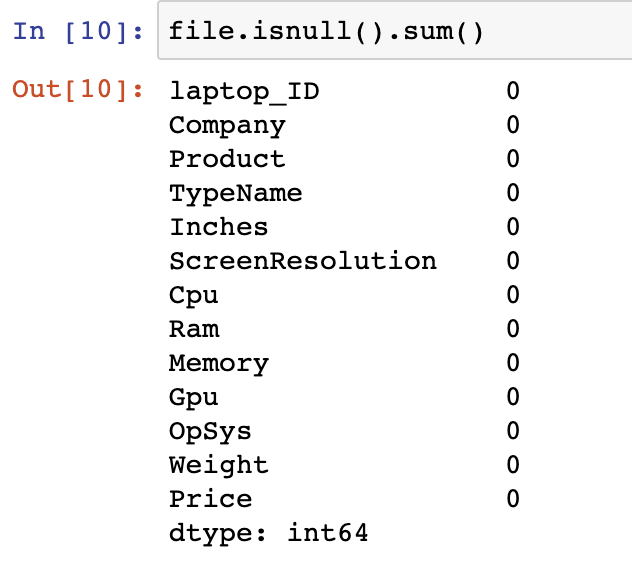 In [10]: file.isnull().sum()
Out[10]: laptop_ID 0
Company 0
Product 0
TypeName 0
Inches 0
ScreenResolution 0
Cpu 0
Ram 0
Memory 0
Gpu 0
OpSys 0
Weight 0
Price 0
dtype: int64